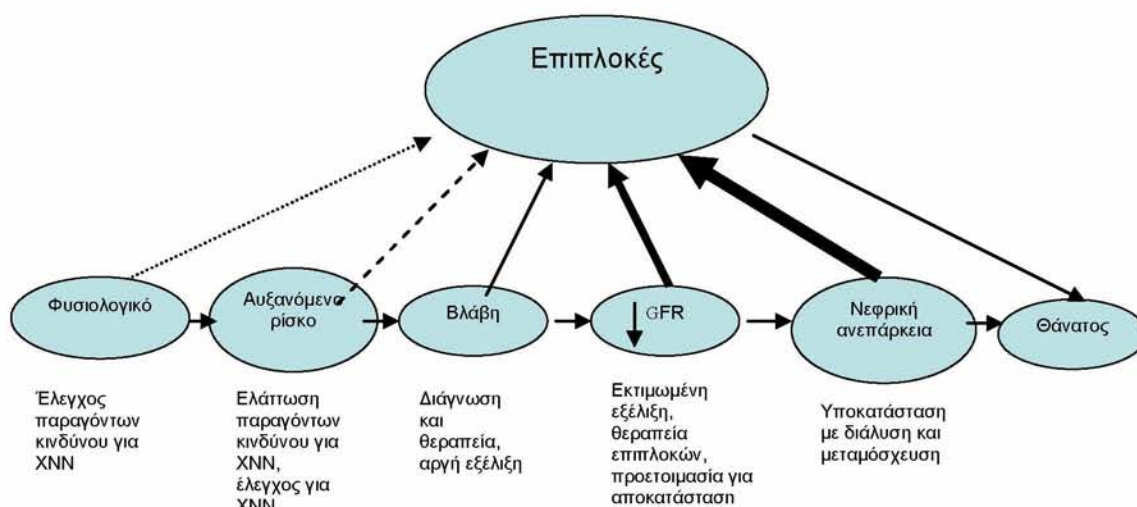 Επιπλοκές
Φυσιολογικό
Αυξανόμενο
ρίσκο
Βλάβη
GFR
Νεφρική
ανεπάρκεια
Θάνατος
Έλεγχος
παραγόντων
κινδύνου για
ΧΝΝ
Ελάττωση
παραγόντων
κινδύνου για
ΧΝΝ,
έλεγχος για
ΧΝΝ
Διάγνωση
και
θεραπεία,
αργή εξέλιξη
Εκτιμωμένη
εξέλιξη,
θεραπεία
επιπλοκών,
προετοιμασία για
αποκατάσταση
Υποκατάσταση
με διάλυση και
μεταμόσχευση